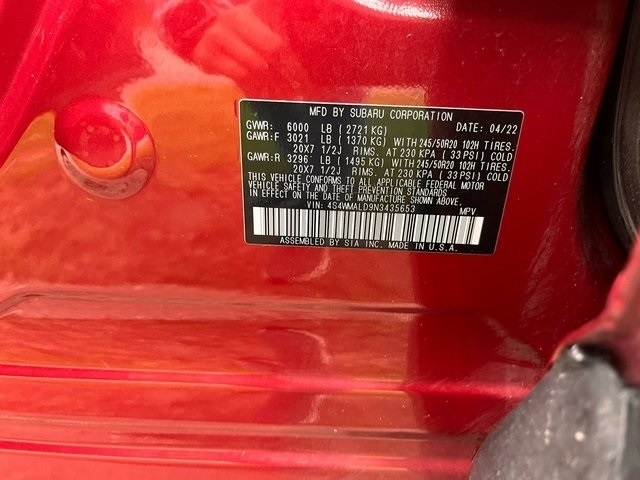 MFD BY SUBARU CORPORATION
GVWR: 6000 LB ( 2721 KG) DATE: 04/22
GAWR:F 3021 LB ( 1370 KG) WITH 245/50R20 102H TIRES.
20X7 1/2J RIMS. AT 230 KPA ( 33 PSI) COLD
GAWR:R 3296 LB ( 1495 KG) WITH 245/50R20 102H TIRES.
20X7 1/2J RIMS. AT 230 KPA ( 33 PSI) COLD
THIS VEHICLE CONFORMS TO ALL APPLICABLE FEDERAL MOTOR
VEHICLE SAFETY AND THEFT PREVENTION STANDARDS
IN EFFECT ON THE DATE OF MANUFACTURE SHOWN ABOVE.
VIN: 4S4WMALD9N3435653 MPV
ASSEMBLED BY SIA INC. MADE IN U.S.A.